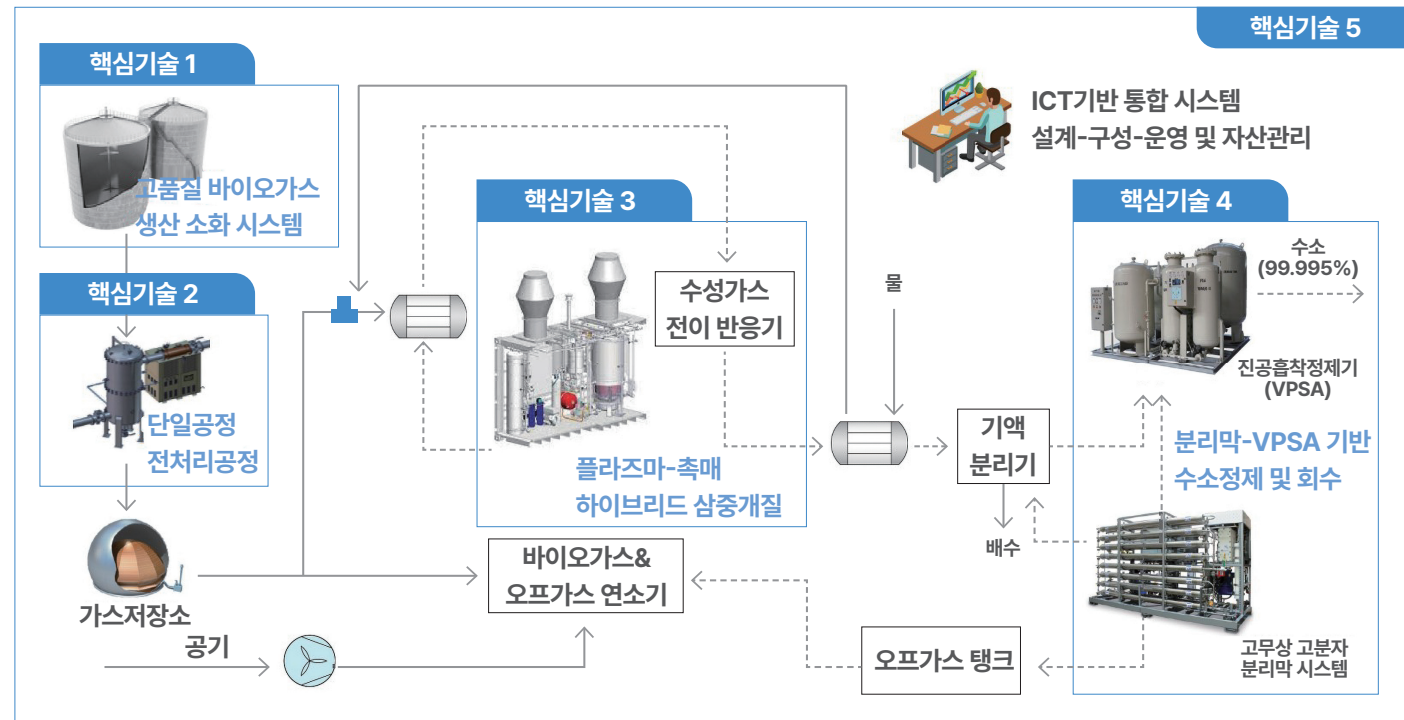 핵심기술 5
핵심기술 1
고품질 바이오가스
생산 소화 시스템
ICT기반 통합 시스템
설계-구성-운영 및 자산관리
핵심기술 2
단일공정
전처리공정
가스저장소
공기
핵심기술 3
수성가스
전이 반응기
플라즈마-촉매
하이브리드 삼중개질
바이오가스&
오프가스 연소기
물
기액
분리기
배수
오프가스 탱크
핵심기술 4
수소
(99.995%)
진공흡착정제기
(VPSA)
분리막-VPSA 기반
수소정제 및 회수
고무상 고분자
분리막 시스템